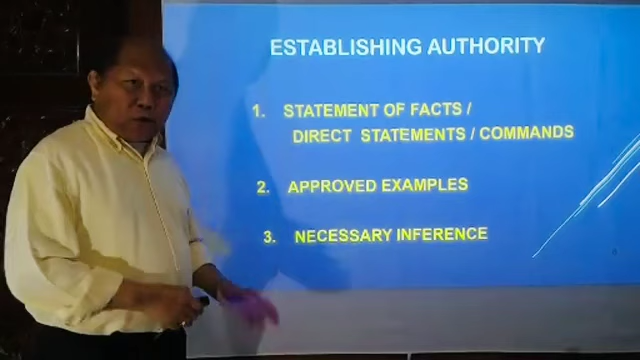 ESTABLISHING AUTHORITY
1. STATEMENT OF FACTS /
DIRECT STATEMENTS / COMMANDS
2. APPROVED EXAMPLES
3. NECESSARY INFERENCE